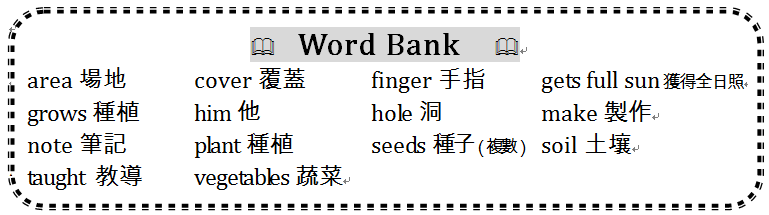 Word Bank
area 場地 cover 覆蓋 finger 手指 gets full sun 獲得全日照
grows 種植 him 他 hole 洞 make 製作
note 筆記 plant 種植 seeds 種子(複數) soil 土壤
taught 教導 vegetables 蔬菜